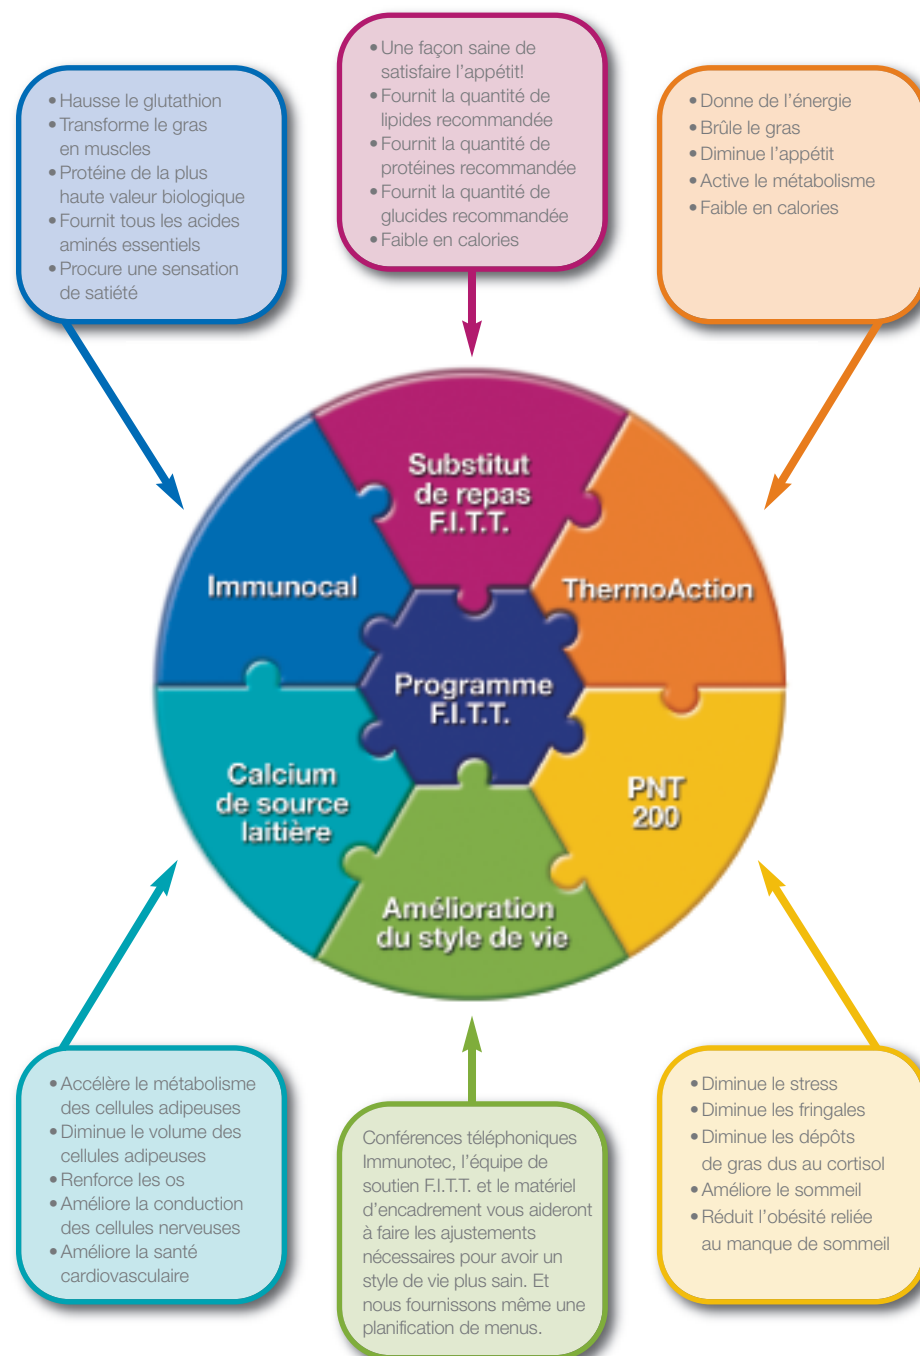 • Hausse le glutathion
• Transforme le gras
en muscles
• Protéine de la plus
haute valeur biologique
• Fournit tous les acides
aminés essentiels
• Procure une sensation
de satiété
• Une façon saine de
satisfaire l’appétit!
• Fournit la quantité de
lipides recommandée
• Fournit la quantité de
protéines recommandée
• Fournit la quantité de
glucides recommandée
• Faible en calories
• Donne de l’énergie
• Brûle le gras
• Diminue l’appétit
• Active le métabolisme
• Faible en calories
Substitut
de repas
F.I.T.T.
Immunocal
ThermoAction
Programme
F.I.T.T.
Calcium
de source
laitière
PNT
200
Amélioration
du style de vie
• Accélère le métabolisme
des cellules adipeuses
• Diminue le volume des
cellules adipeuses
• Renforce les os
• Améliore la conduction
des cellules nerveuses
• Améliore la santé
cardiovasculaire
Conférences téléphoniques
Immunotec, l’équipe de
soutien F.I.T.T. et le matériel
d’encadrement vous aideront
à faire les ajustements
nécessaires pour avoir un
style de vie plus sain. Et
nous fournissons même une
planification de menus.
• Diminue le stress
• Diminue les fringales
• Diminue les dépôts
de gras dus au cortisol
• Améliore le sommeil
• Réduit l’obésité reliée
au manque de sommeil